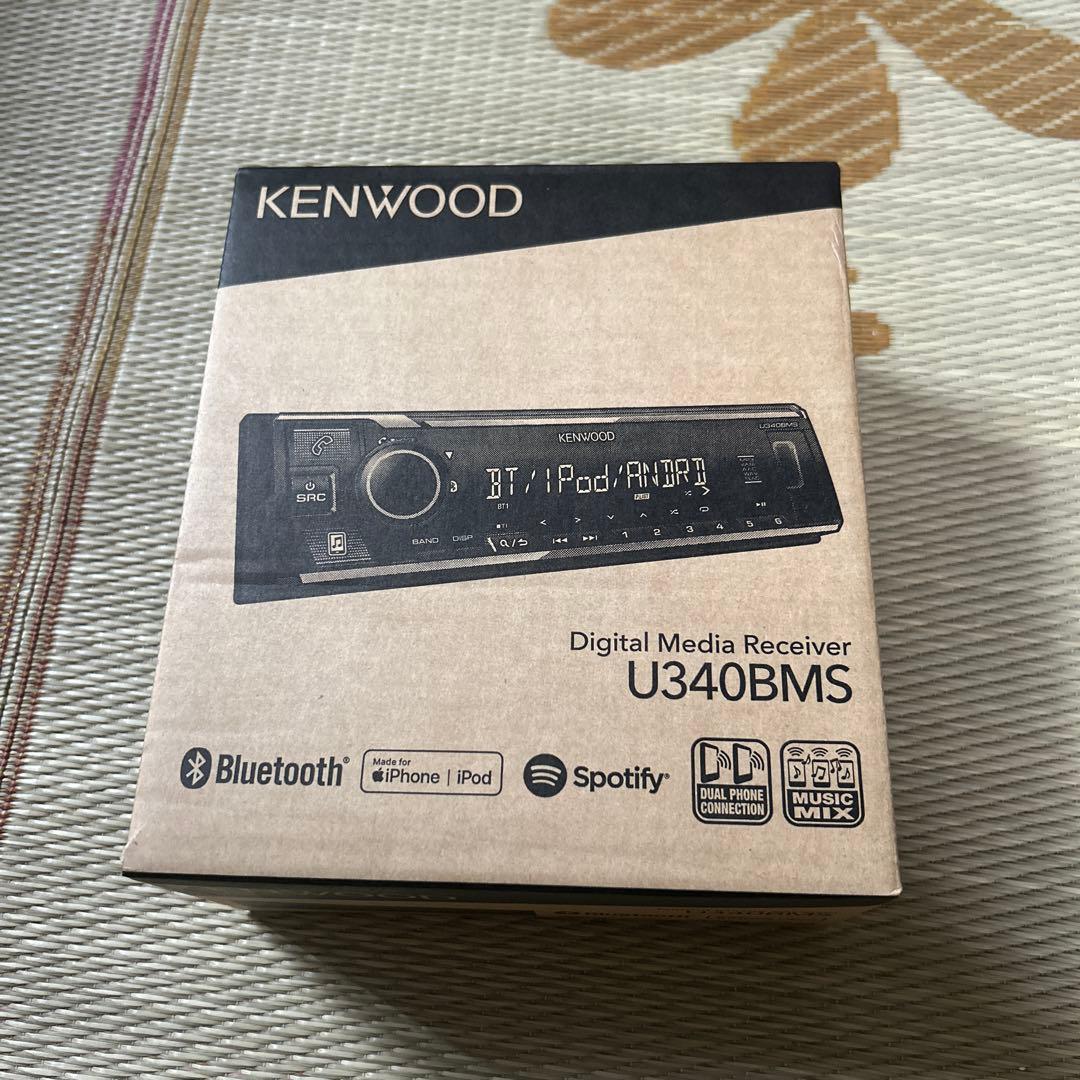 KENWOOD
KENWOOD
U340BMS
SRC
BT/iPod/ANDRD
BT1
BAND DISP
1 2 3 4 5 6
Digital Media Receiver
U340BMS
Bluetooth®
Made for
iPhone | iPod
Spotify®
DUAL PHONE
CONNECTION
MUSIC
MIX